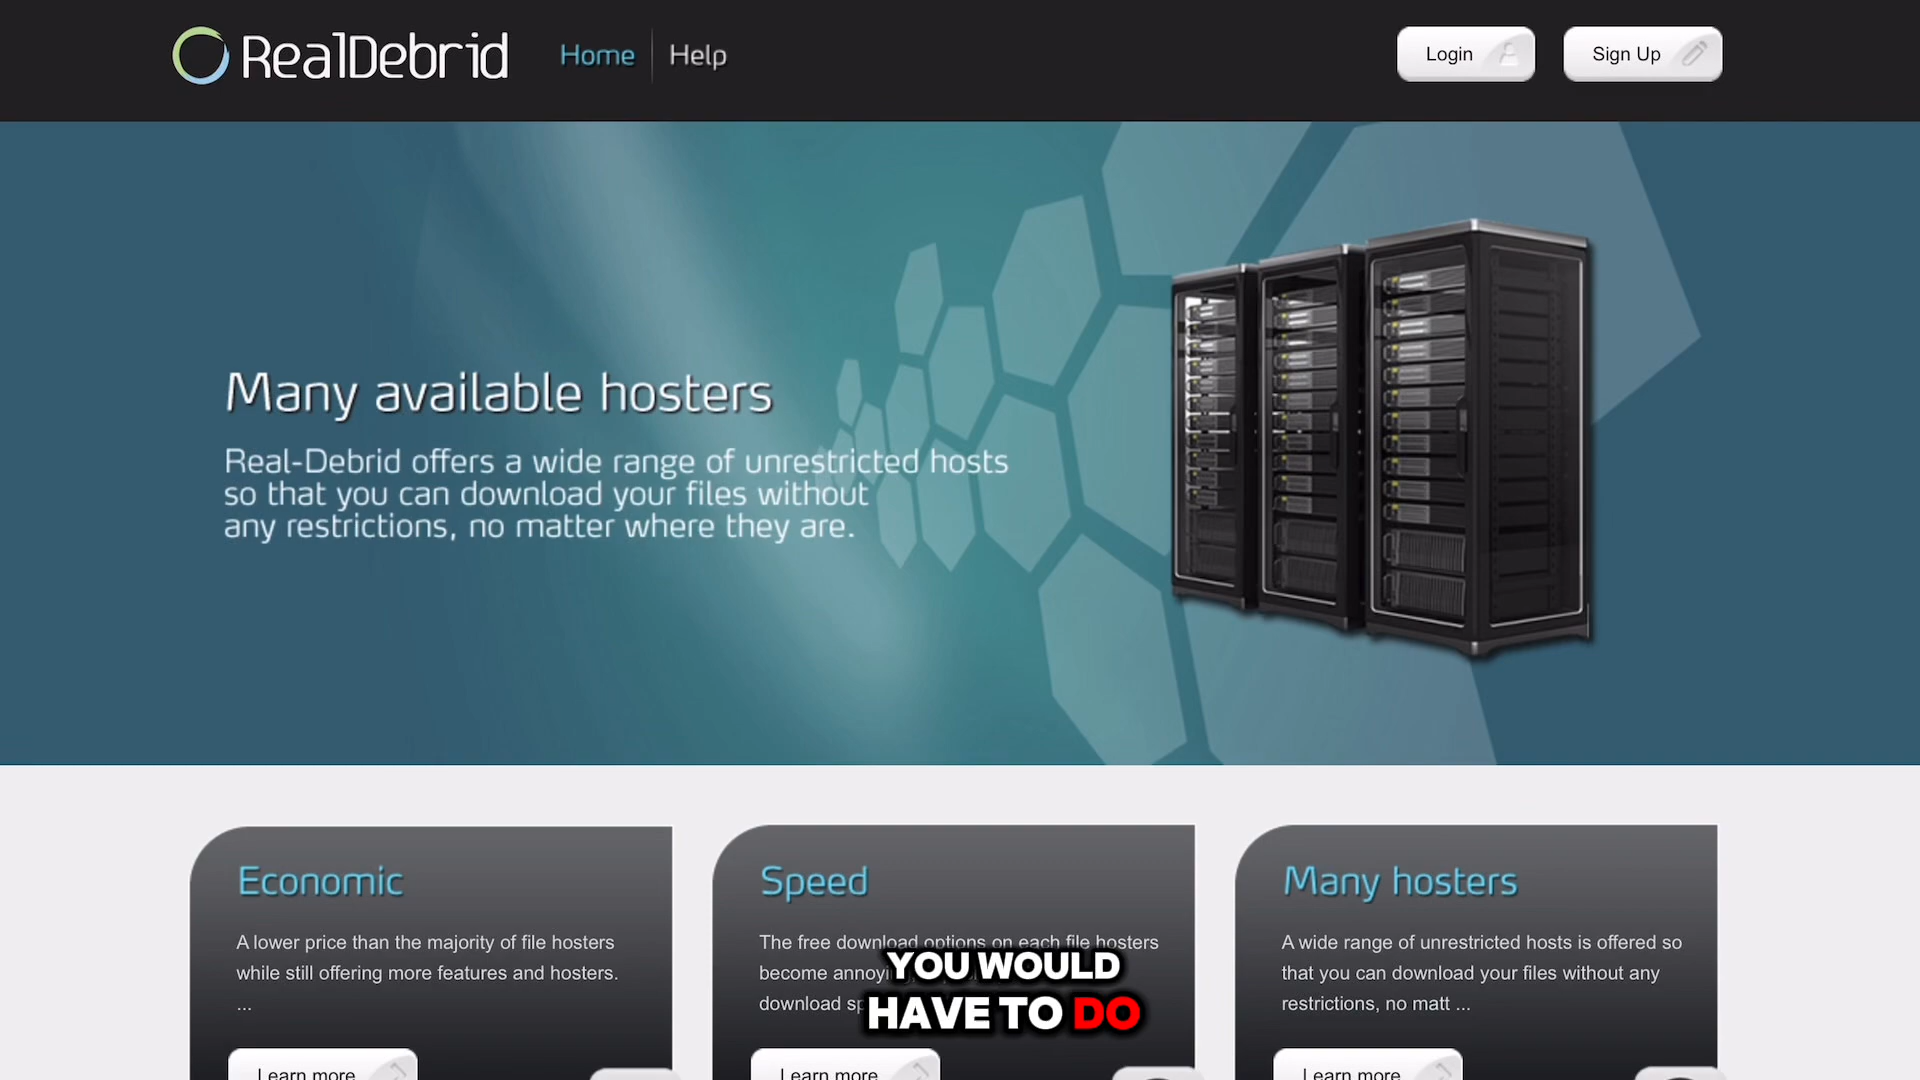 RealDebrid
Home
Help
Login
Sign Up
Many available hosters
Real-Debrid offers a wide range of unrestricted hosts
so that you can download your files without
any restrictions, no matter where they are.
Economic
A lower price than the majority of file hosters
while still offering more features and hosters.
...
Learn more
Speed
The free download options on each file hosters
become
download
Learn more
Many hosters
A wide range of unrestricted hosts is offered so
that you can download your files without any
restrictions, no matt ...
Learn more
YOU WOULD
HAVE TO DO